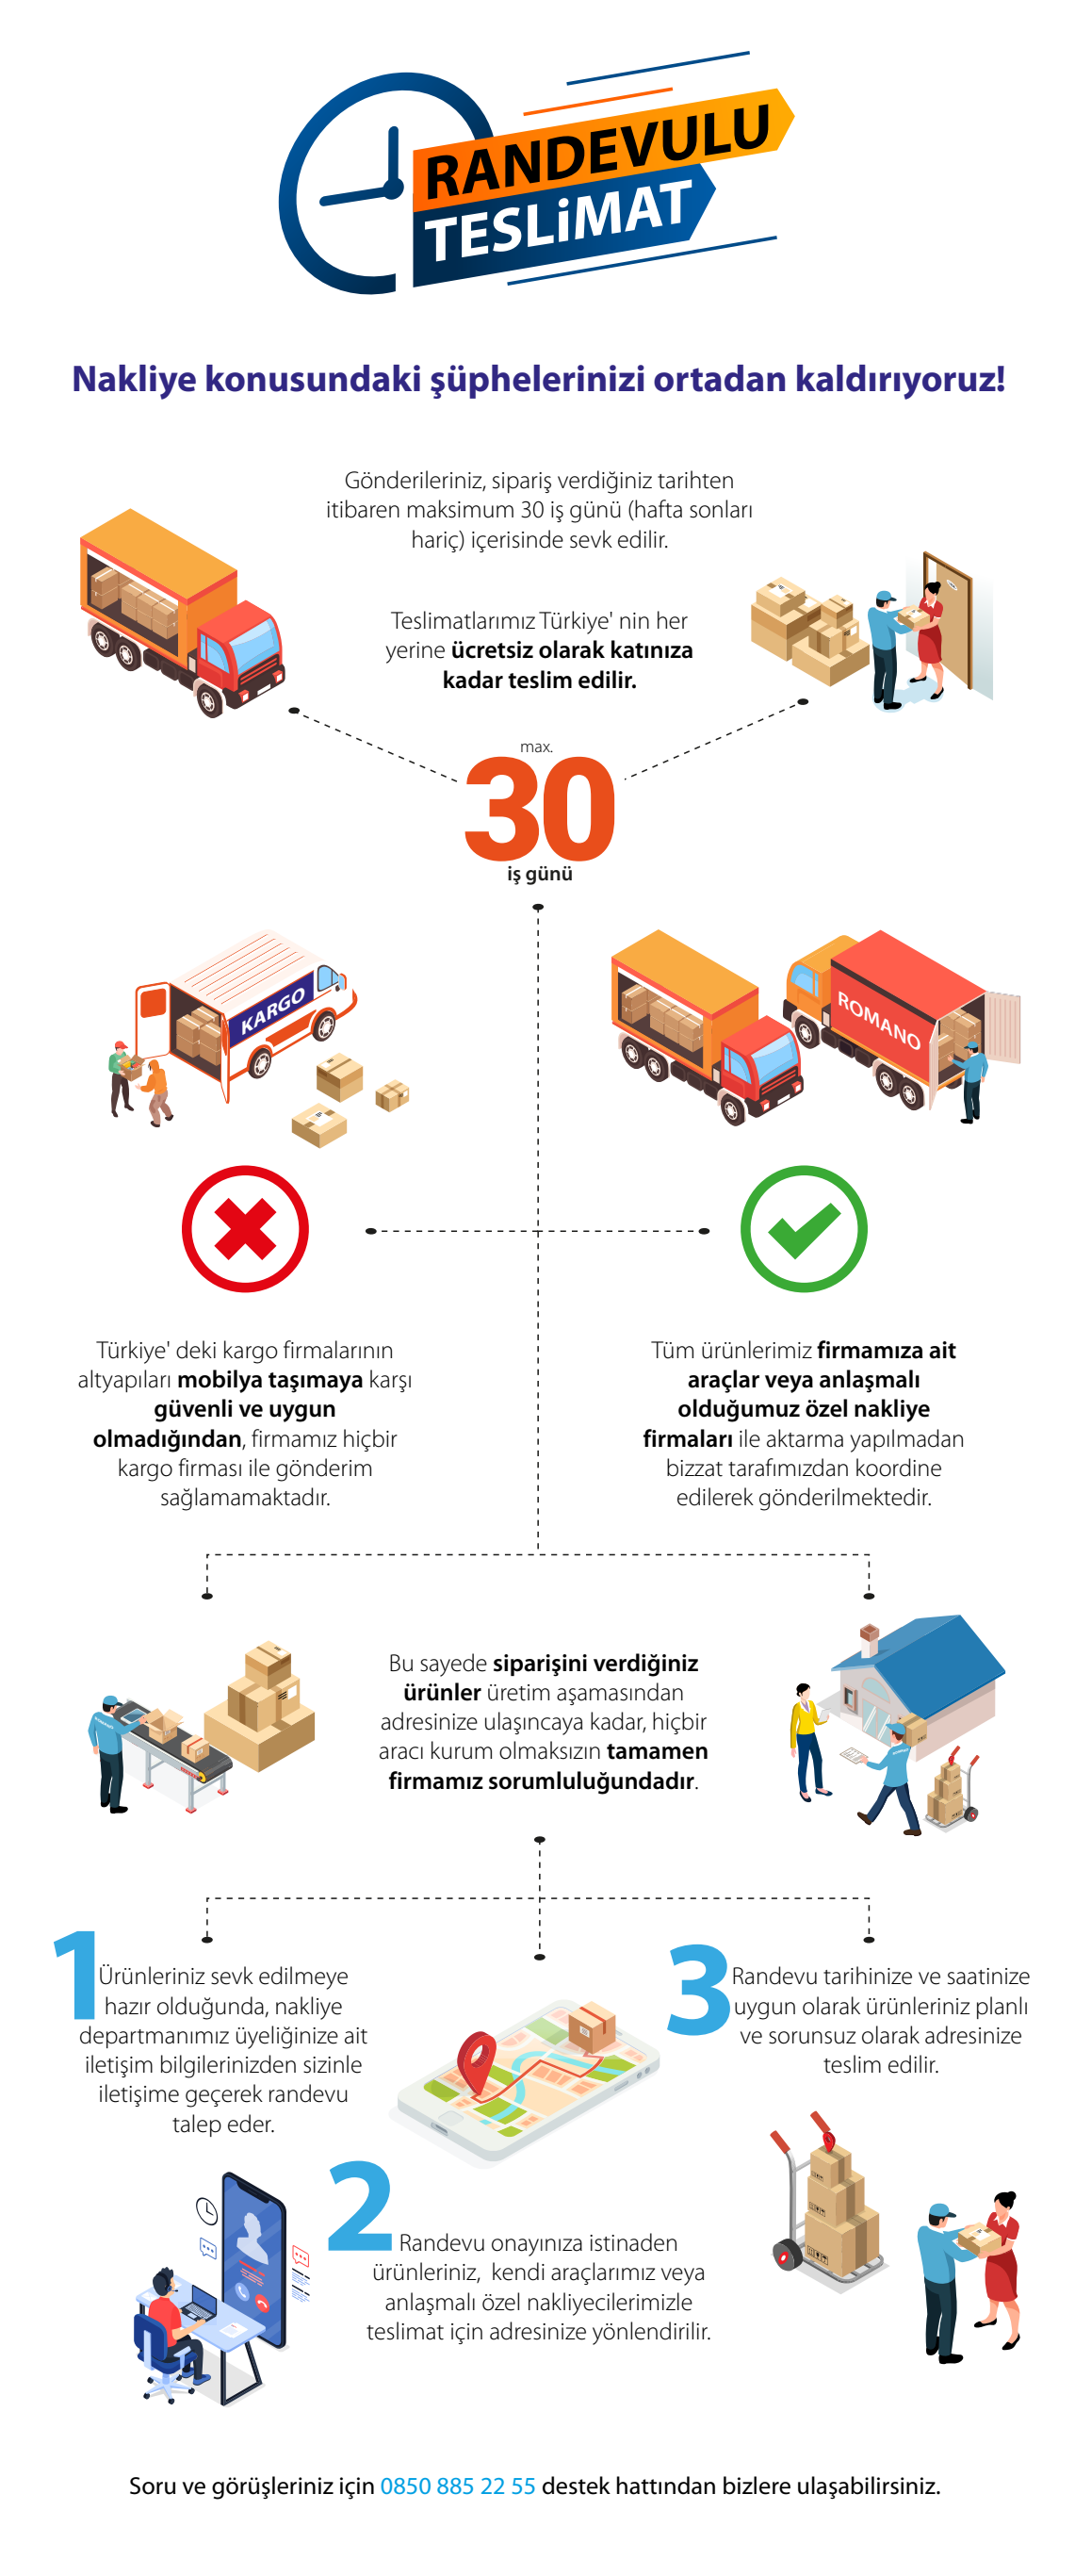 RANDEVULU
TESLiMAT
Nakliye konusundaki şüphelerinizi ortadan kaldırıyoruz!
Gönderileriniz, sipariş verdiğiniz tarihten
itibaren maksimum 30 iş günü (hafta sonları
hariç) içerisinde sevk edilir.
Teslimatlarımız Türkiye' nin her
yerine ücretsiz olarak katınıza
kadar teslim edilir.
max.
30
iş günü
KARGO
ROMANO
Türkiye' deki kargo firmalarının
altyapıları mobilya taşımaya karşı
güvenli ve uygun
olmadığından, firmamız hiçbir
kargo firması ile gönderim
sağlamamaktadır.
Tüm ürünlerimiz firmamıza ait
araçlar veya anlaşmalı
olduğumuz özel nakliye
firmaları ile aktarma yapılmadan
bizzat tarafımızdan koordine
edilerek gönderilmektedir.
Bu sayede siparişini verdiğiniz
ürünler üretim aşamasından
adresinize ulaşıncaya kadar, hiçbir
aracı kurum olmaksızın tamamen
firmamız sorumluluğundadır.
1
Ürünleriniz sevk edilmeye
hazır olduğunda, nakliye
departmanımız üyeliğinize ait
iletişim bilgilerinizden sizinle
iletişime geçerek randevu
talep eder.
2
Randevu onayınıza istinaden
ürünleriniz, kendi araçlarımız veya
anlaşmalı özel nakliyecilerimizle
teslimat için adresinize yönlendirilir.
3
Randevu tarihinize ve saatinize
uygun olarak ürünleriniz planlı
ve sorunsuz olarak adresinize
teslim edilir.
Soru ve görüşleriniz için 0850 885 22 55 destek hattından bizlere ulaşabilirsiniz.